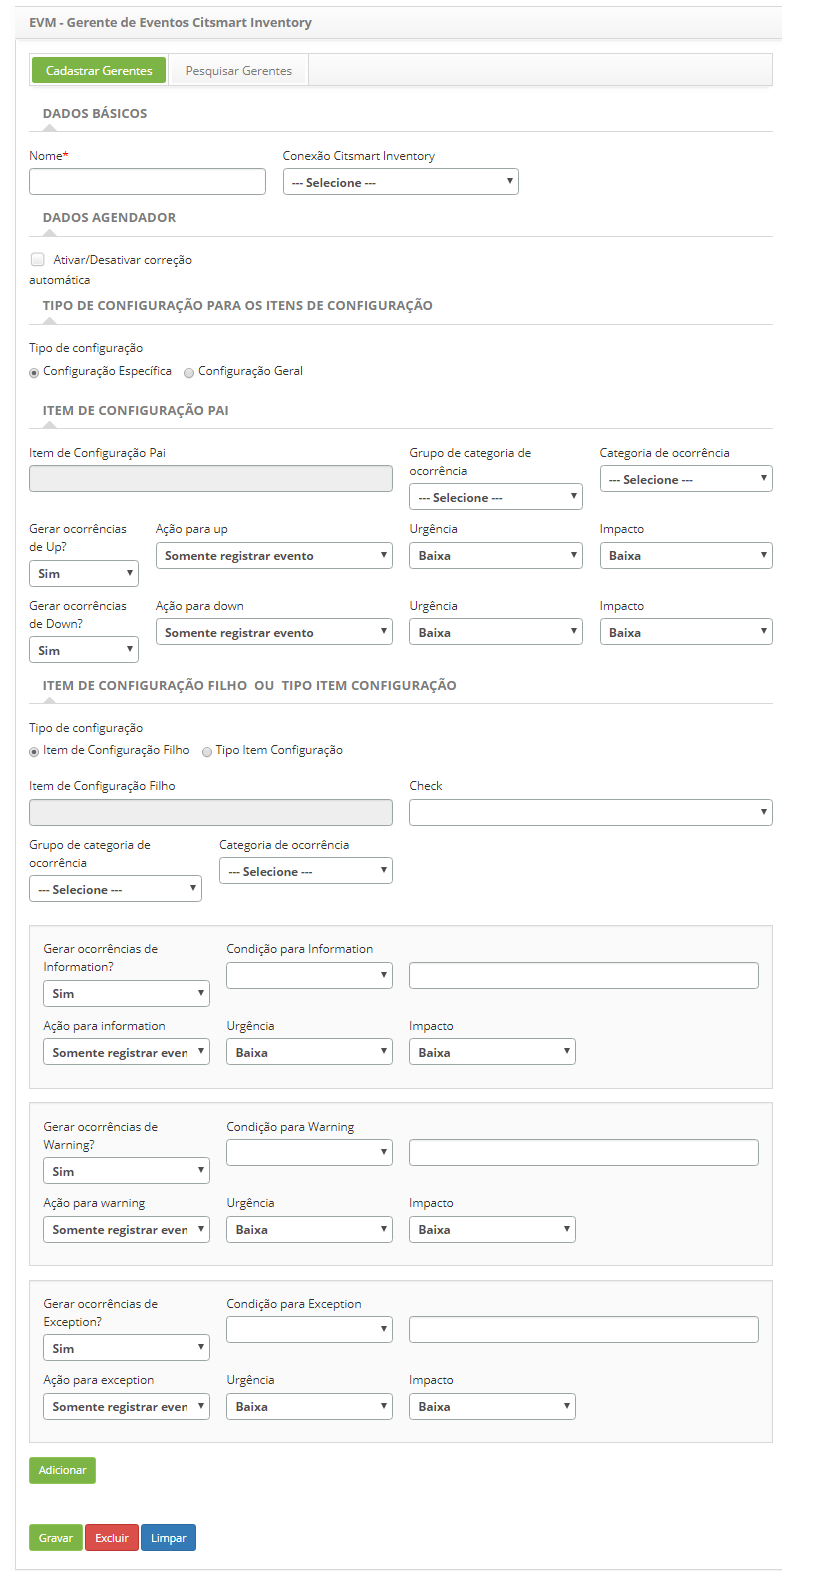 EVM - Gerente de Eventos Citsmart Inventory
Cadastrar Gerentes Pesquisar Gerentes
DADOS BÁSICOS
Nome* Conexão Citsmart Inventory
--- Selecione ---
DADOS AGENDADOR
Ativar/Desativar correção
automática
TIPO DE CONFIGURAÇÃO PARA OS ITENS DE CONFIGURAÇÃO
Tipo de configuração
Configuração Específica Configuração Geral
ITEM DE CONFIGURAÇÃO PAI
Item de Configuração Pai Grupo de categoria de Categoria de ocorrência
ocorrência
--- Selecione --- --- Selecione ---
Gerar ocorrências Ação para up Urgência Impacto
de Up?
Sim Somente registrar evento Baixa Baixa
Gerar ocorrências Ação para down Urgência Impacto
de Down?
Sim Somente registrar evento Baixa Baixa
ITEM DE CONFIGURAÇÃO FILHO OU TIPO ITEM CONFIGURAÇÃO
Tipo de configuração
Item de Configuração Filho Tipo Item Configuração
Item de Configuração Filho Check
Grupo de categoria de Categoria de ocorrência
ocorrência
--- Selecione --- --- Selecione ---
Gerar ocorrências de Condição para Information
Information?
Sim
Ação para information Urgência Impacto
Somente registrar even Baixa Baixa
Gerar ocorrências de Condição para Warning
Warning?
Sim
Ação para warning Urgência Impacto
Somente registrar even Baixa Baixa
Gerar ocorrências de Condição para Exception
Exception?
Sim
Ação para exception Urgência Impacto
Somente registrar even Baixa Baixa
Adicionar
Gravar Excluir Limpar